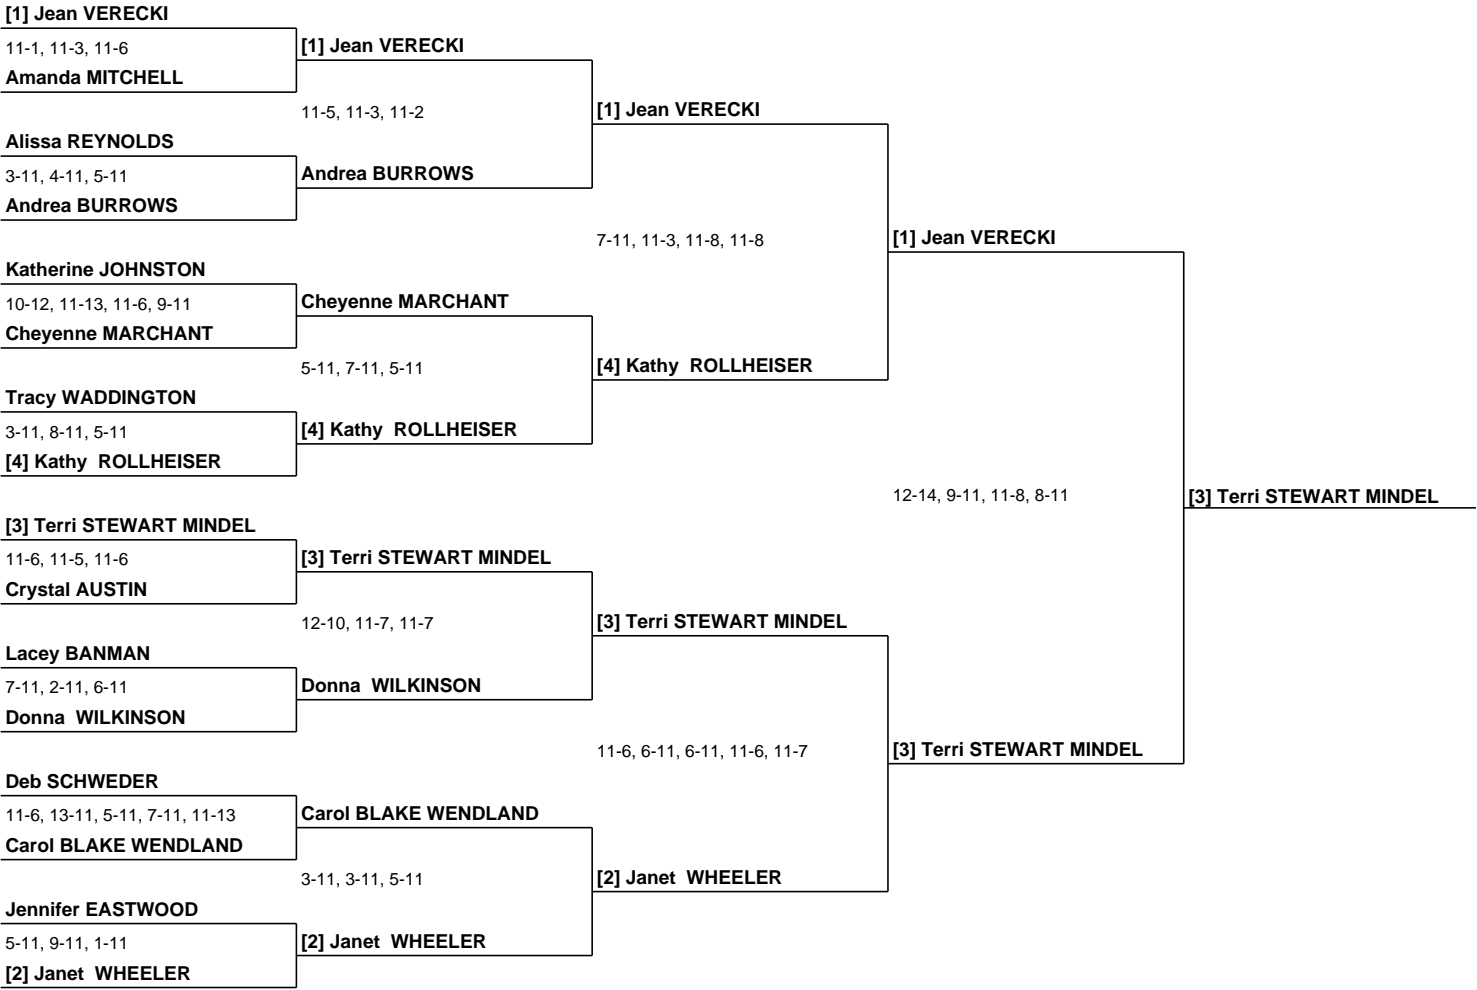 [1] Jean VERECKI
11-1, 11-3, 11-6
Amanda MITCHELL
Alissa REYNOLDS
3-11, 4-11, 5-11
Andrea BURROWS
Katherine JOHNSTON
10-12, 11-13, 11-6, 9-11
Cheyenne MARCHANT
Tracy WADDINGTON
3-11, 8-11, 5-11
[4] Kathy ROLLHEISER
[3] Terri STEWART MINDEL
11-6, 11-5, 11-6
Crystal AUSTIN
Lacey BANMAN
7-11, 2-11, 6-11
Donna WILKINSON
Deb SCHWEDER
11-6, 13-11, 5-11, 7-11, 11-13
Carol BLAKE WENDLAND
Jennifer EASTWOOD
5-11, 9-11, 1-11
[2] Janet WHEELER
[1] Jean VERECKI
11-5, 11-3, 11-2
Andrea BURROWS
Cheyenne MARCHANT
5-11, 7-11, 5-11
[4] Kathy ROLLHEISER
[3] Terri STEWART MINDEL
12-10, 11-7, 11-7
Donna WILKINSON
Carol BLAKE WENDLAND
3-11, 3-11, 5-11
[2] Janet WHEELER
[1] Jean VERECKI
7-11, 11-3, 11-8, 11-8
[4] Kathy ROLLHEISER
[3] Terri STEWART MINDEL
11-6, 6-11, 6-11, 11-6, 11-7
[2] Janet WHEELER
[1] Jean VERECKI
12-14, 9-11, 11-8, 8-11
[3] Terri STEWART MINDEL
[3] Terri STEWART MINDEL